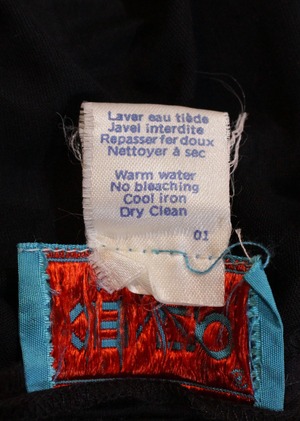 Laver eau tiède
Javel interdite
Repasser fer doux
Nettoyer à sec
Warm water
No bleaching
Cool iron
Dry Clean
01